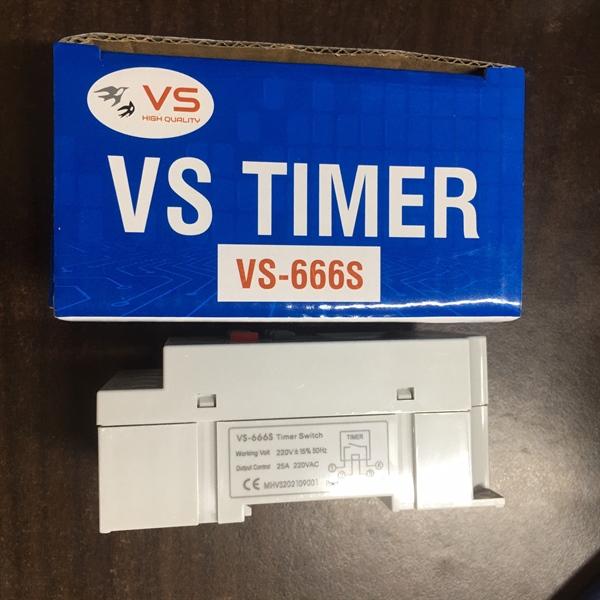 VS
HIGH QUALITY
VS TIMER
VS-666S
VS-666S Timer Switch
Working Volt 220V±15% 50Hz
Output Control 25A 220VAC
CE MHVS202109001
TIMER